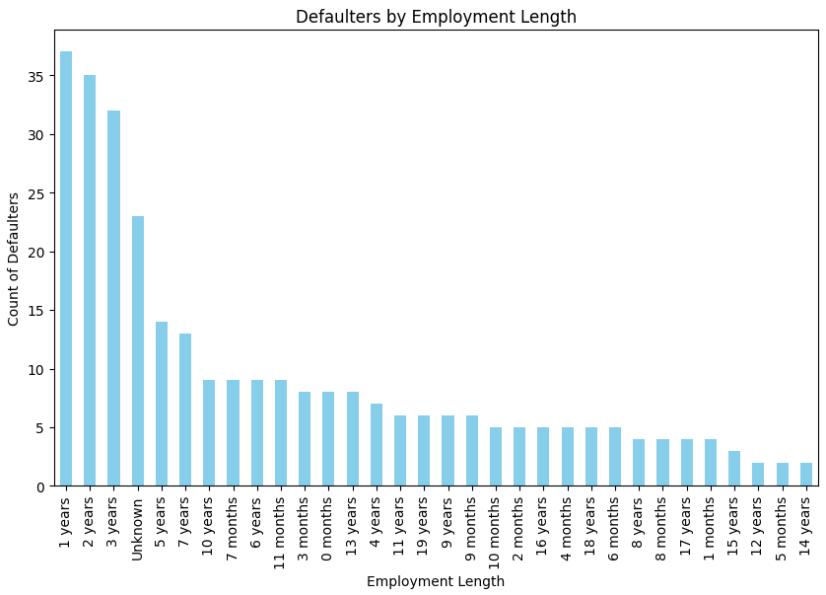 Defaulters by Employment Length
Count of Defaulters
35
30
25
20
15
10
5
0
1 years
2 years
3 years
Unknown
5 years
7 years
10 years
7 months
6 years
11 months
3 months
0 months
13 years
4 years
11 years
19 years
9 years
9 months
10 months
2 months
16 years
4 months
18 years
6 months
8 years
8 months
17 years
1 months
15 years
12 years
5 months
14 years
Employment Length